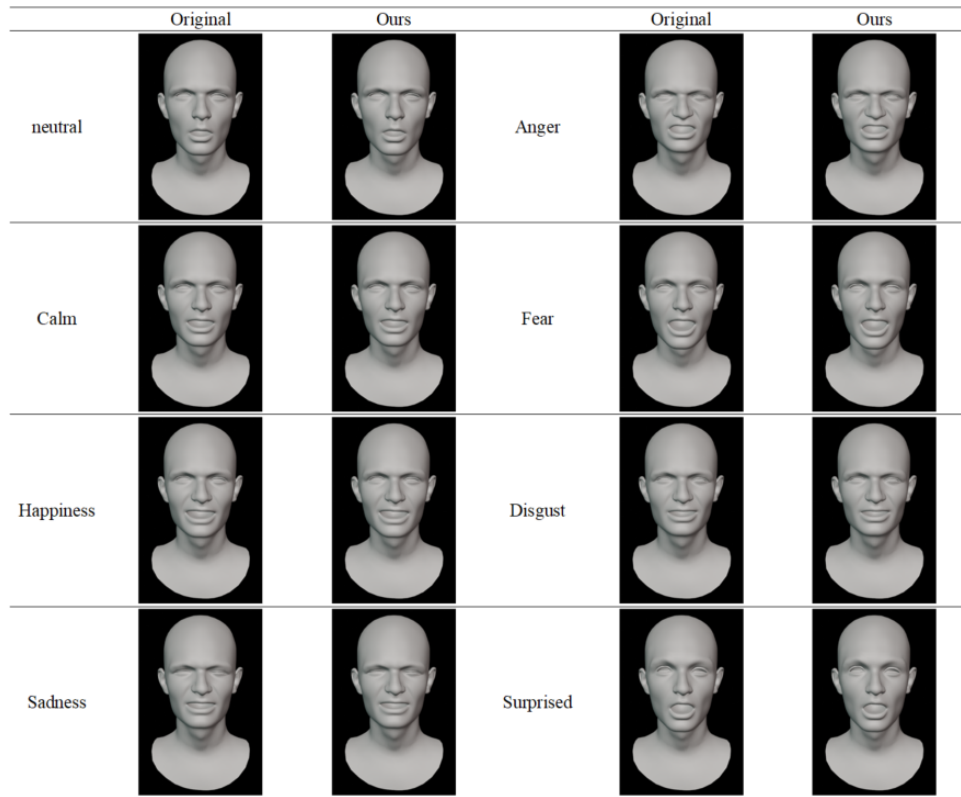 Original Ours Original Ours
neutral Anger
Calm Fear
Happiness Disgust
Sadness Surprised